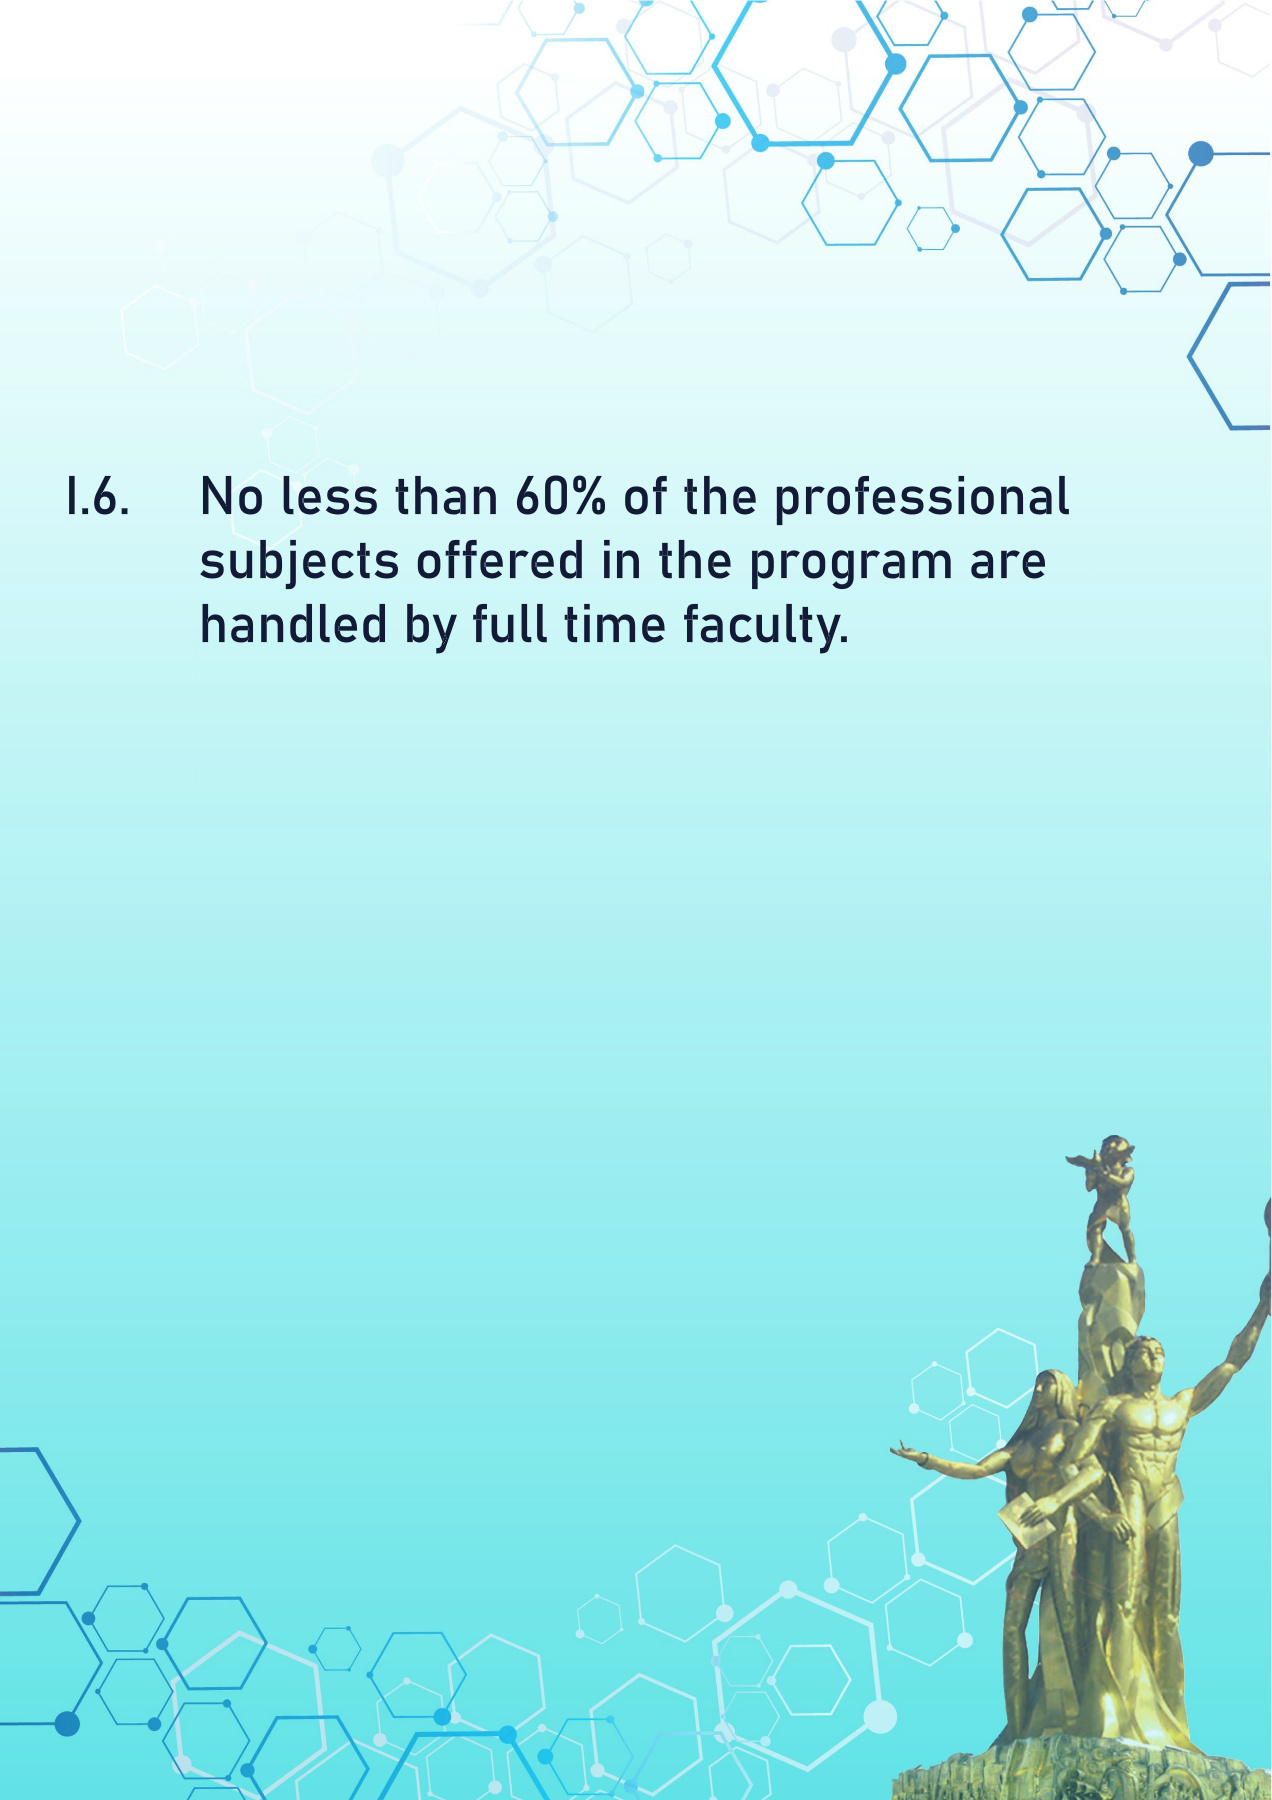 I.6. No less than 60% of the professional
subjects offered in the program are
handled by full time faculty.